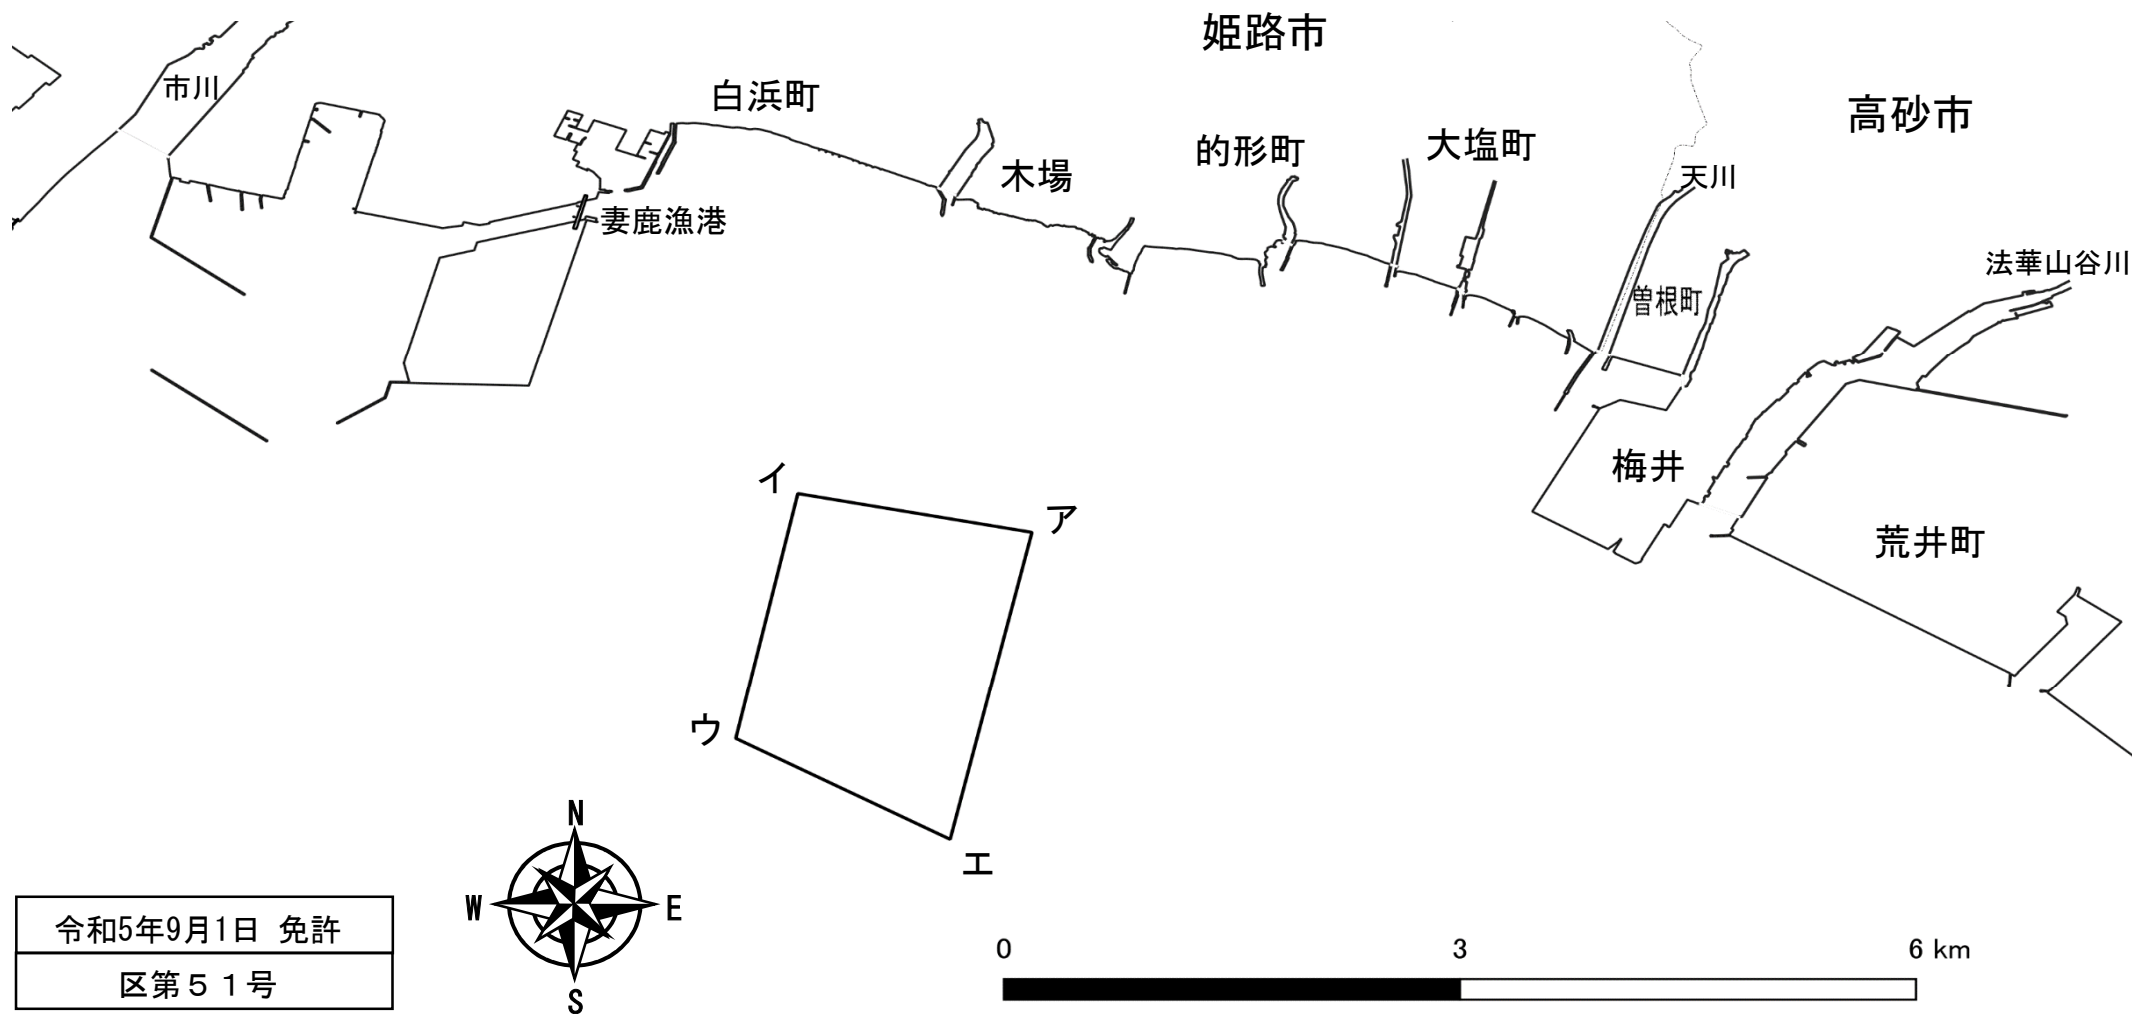 姫路市
市川
白浜町
高砂市
的形町
大塩町
木場
天川
妻鹿漁港
法華山谷川
曽根町
梅井
イ
ア
荒井町
ウ
エ
N
W
E
S
令和5年9月1日 免許
区第５１号
0 3 6 km